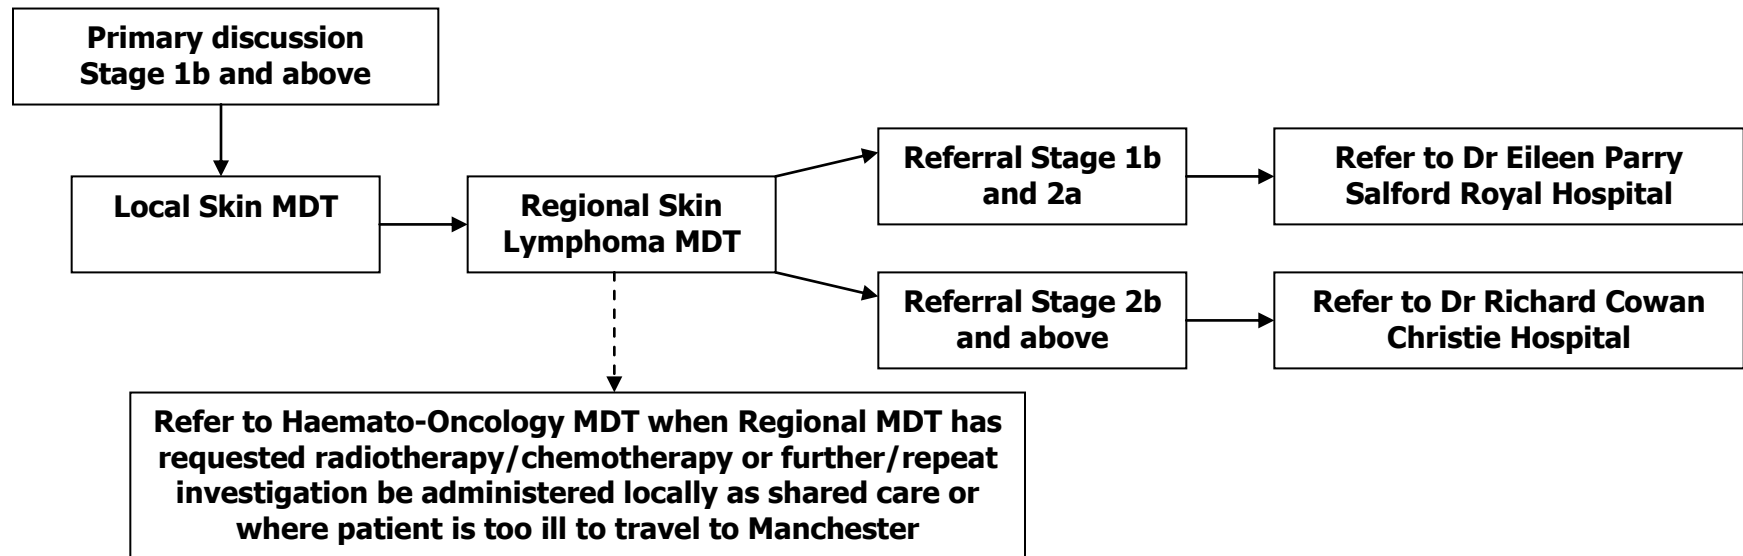 Primary discussion
Stage 1b and above
Local Skin MDT
Regional Skin
Lymphoma MDT
Referral Stage 1b
and 2a
Refer to Dr Eileen Parry
Salford Royal Hospital
Referral Stage 2b
and above
Refer to Dr Richard Cowan
Christie Hospital
Refer to Haemato-Oncology MDT when Regional MDT has
requested radiotherapy/chemotherapy or further/repeat
investigation be administered locally as shared care or
where patient is too ill to travel to Manchester